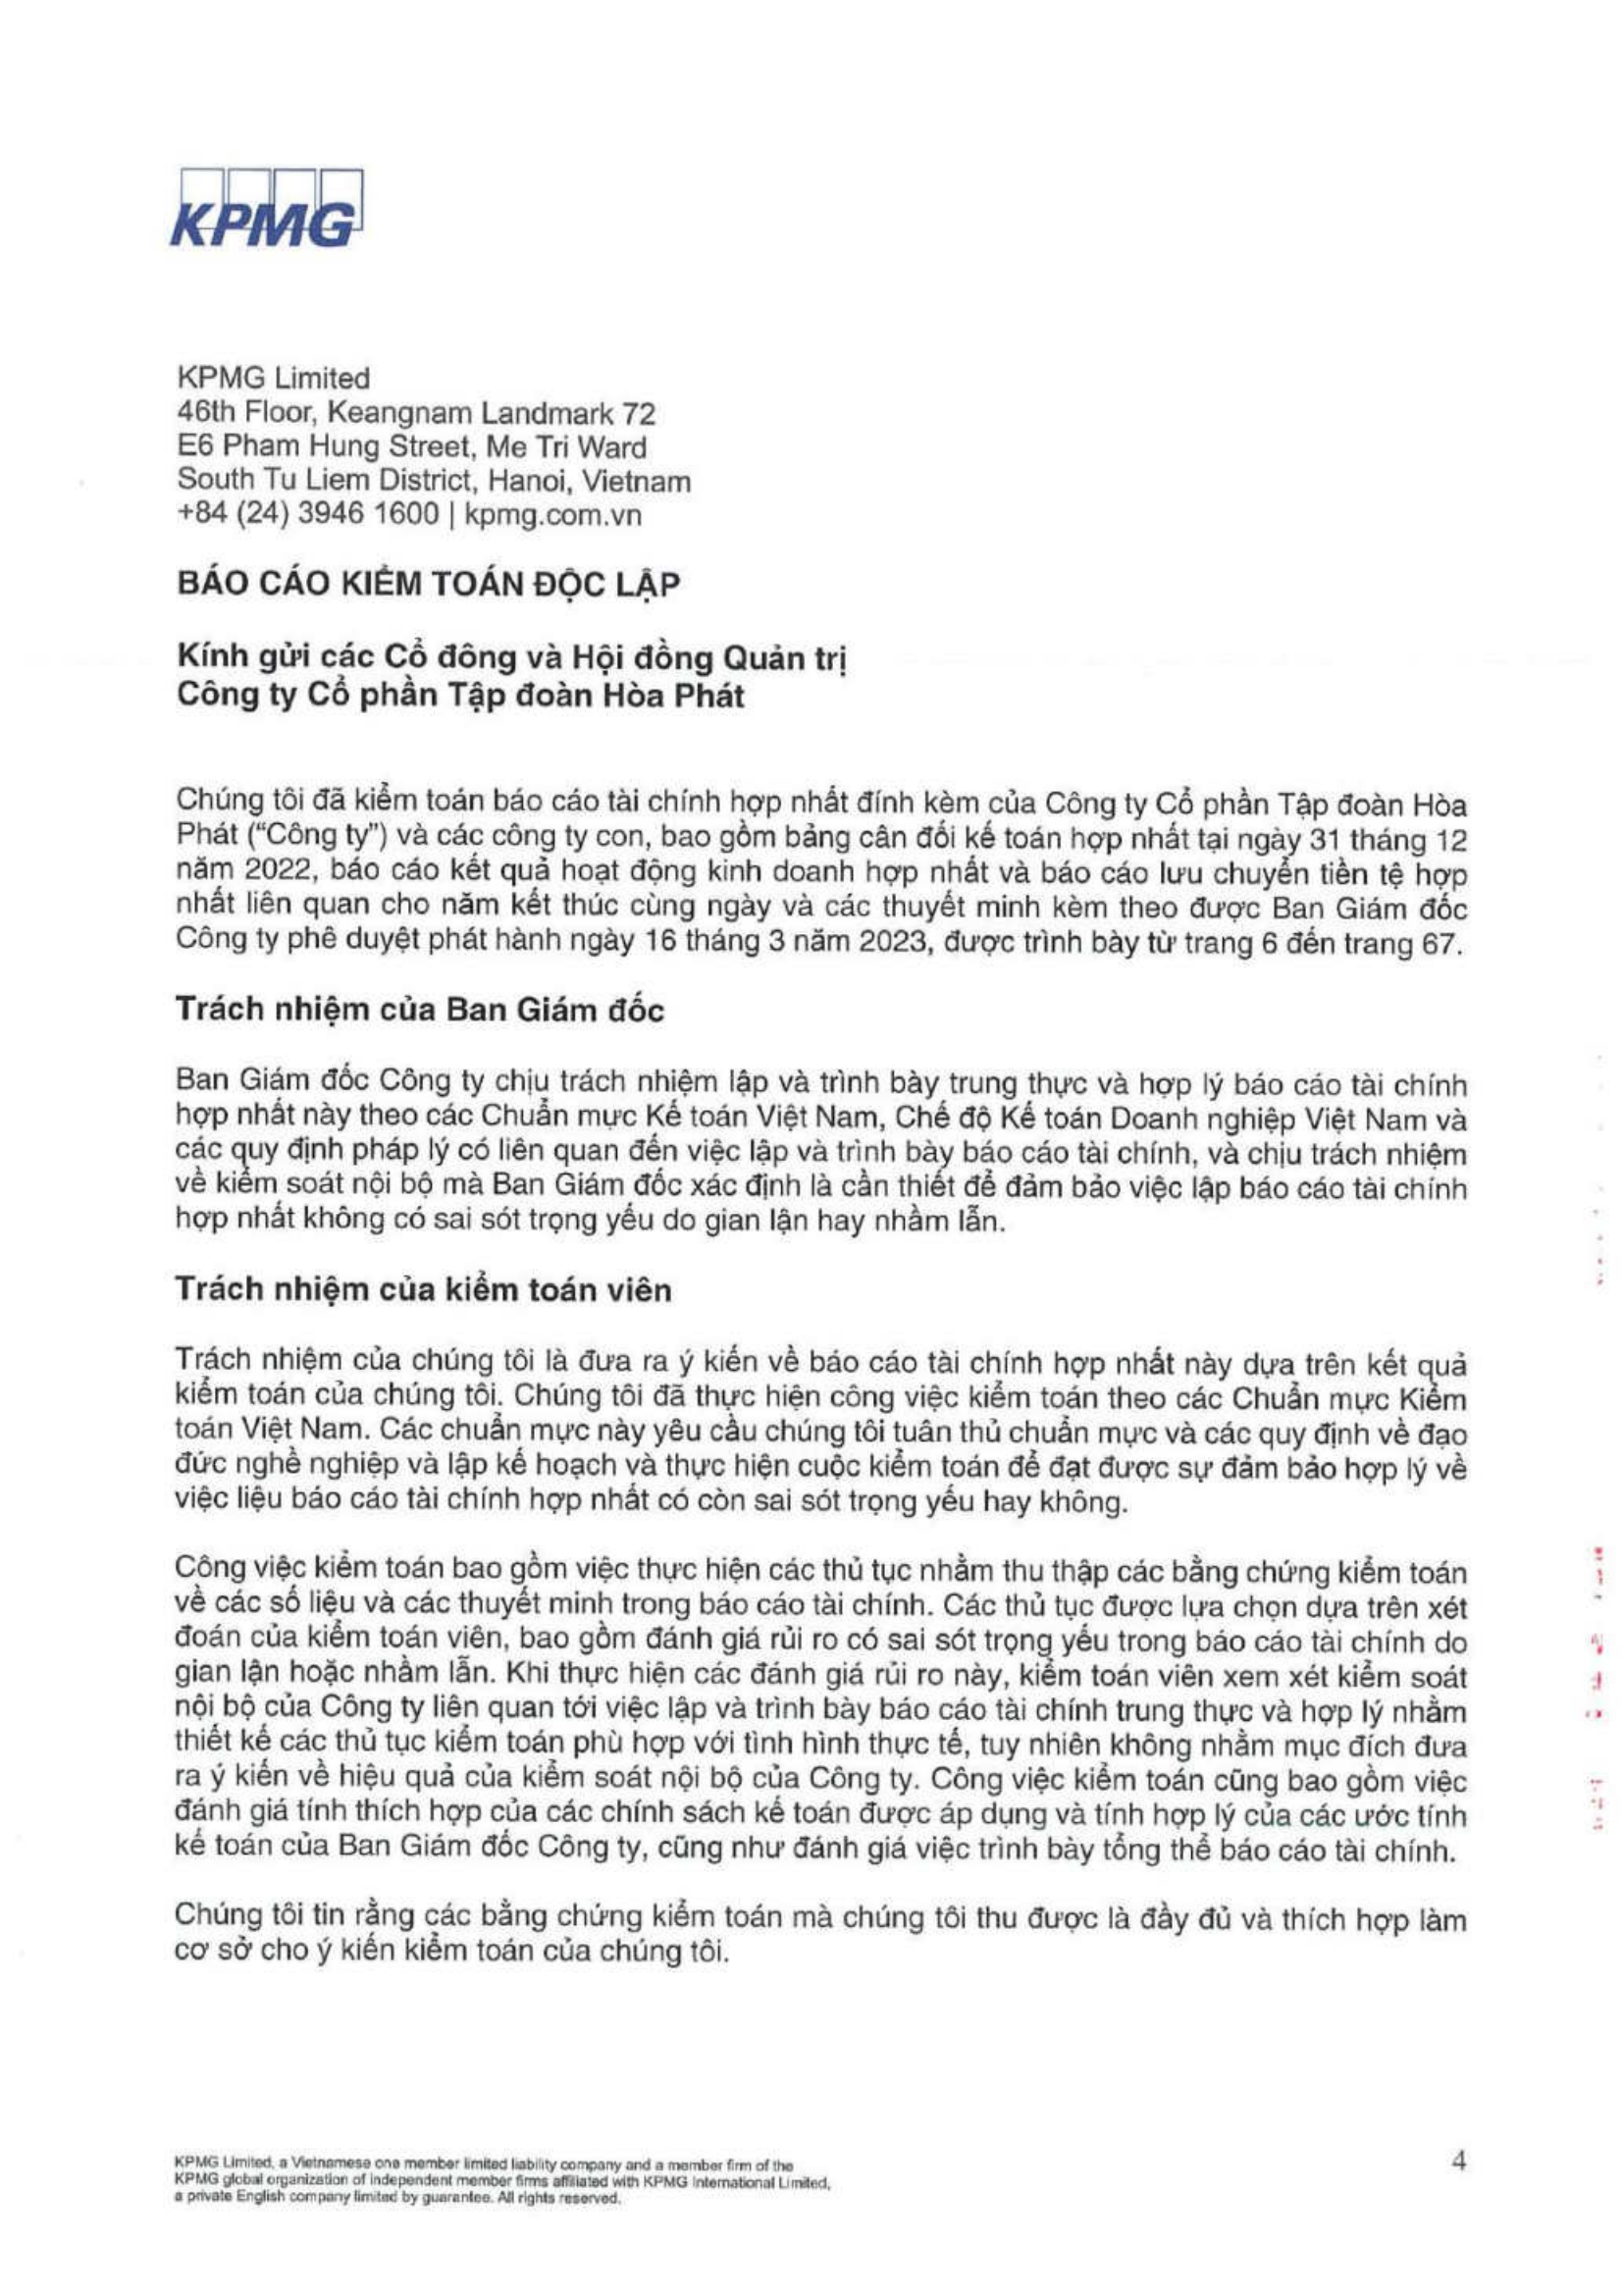 KPMG
KPMG Limited
46th Floor, Keangnam Landmark 72
E6 Pham Hung Street, Me Tri Ward
South Tu Liem District, Hanoi, Vietnam
+84 (24) 3946 1600 | kpmg.com.vn
BÁO CÁO KIỂM TOÁN ĐỘC LẬP
Kính gửi các Cổ đông và Hội đồng Quản trị
Công ty Cổ phần Tập đoàn Hòa Phát
Chúng tôi đã kiểm toán báo cáo tài chính hợp nhất đính kèm của Công ty Cổ phần Tập đoàn Hòa
Phát (“Công ty”) và các công ty con, bao gồm bảng cân đối kế toán hợp nhất tại ngày 31 tháng 12
năm 2022, báo cáo kết quả hoạt động kinh doanh hợp nhất và báo cáo lưu chuyển tiền tệ hợp
nhất liên quan cho năm kết thúc cùng ngày và các thuyết minh kèm theo được Ban Giám đốc
Công ty phê duyệt phát hành ngày 16 tháng 3 năm 2023, được trình bày từ trang 6 đến trang 67.
Trách nhiệm của Ban Giám đốc
Ban Giám đốc Công ty chịu trách nhiệm lập và trình bày trung thực và hợp lý báo cáo tài chính
hợp nhất này theo các Chuẩn mực Kế toán Việt Nam, Chế độ Kế toán Doanh nghiệp Việt Nam và
các quy định pháp lý có liên quan đến việc lập và trình bày báo cáo tài chính, và chịu trách nhiệm
về kiểm soát nội bộ mà Ban Giám đốc xác định là cần thiết để đảm bảo việc lập báo cáo tài chính
hợp nhất không có sai sót trọng yếu do gian lận hay nhầm lẫn.
Trách nhiệm của kiểm toán viên
Trách nhiệm của chúng tôi là đưa ra ý kiến về báo cáo tài chính hợp nhất này dựa trên kết quả
kiểm toán của chúng tôi. Chúng tôi đã thực hiện công việc kiểm toán theo các Chuẩn mực Kiểm
toán Việt Nam. Các chuẩn mực này yêu cầu chúng tôi tuân thủ chuẩn mực và các quy định về đạo
đức nghề nghiệp và lập kế hoạch và thực hiện cuộc kiểm toán để đạt được sự đảm bảo hợp lý về
việc liệu báo cáo tài chính hợp nhất có còn sai sót trọng yếu hay không.
Công việc kiểm toán bao gồm việc thực hiện các thủ tục nhằm thu thập các bằng chứng kiểm toán
về các số liệu và các thuyết minh trong báo cáo tài chính. Các thủ tục được lựa chọn dựa trên xét
đoán của kiểm toán viên, bao gồm đánh giá rủi ro có sai sót trọng yếu trong báo cáo tài chính do
gian lận hoặc nhầm lẫn. Khi thực hiện các đánh giá rủi ro này, kiểm toán viên xem xét kiểm soát
nội bộ của Công ty liên quan tới việc lập và trình bày báo cáo tài chính trung thực và hợp lý nhằm
thiết kế các thủ tục kiểm toán phù hợp với tình hình thực tế, tuy nhiên không nhằm mục đích đưa
ra ý kiến về hiệu quả của kiểm soát nội bộ của Công ty. Công việc kiểm toán cũng bao gồm việc
đánh giá tính thích hợp của các chính sách kế toán được áp dụng và tính hợp lý của các ước tính
kế toán của Ban Giám đốc Công ty, cũng như đánh giá việc trình bày tổng thể báo cáo tài chính.
Chúng tôi tin rằng các bằng chứng kiểm toán mà chúng tôi thu được là đầy đủ và thích hợp làm
cơ sở cho ý kiến kiểm toán của chúng tôi.
KPMG Limited, a Vietnamese one member limited liability company and a member firm of the
KPMG global organization of independent member firms affiliated with KPMG International Limited,
a private English company limited by guarantee. All rights reserved.
4